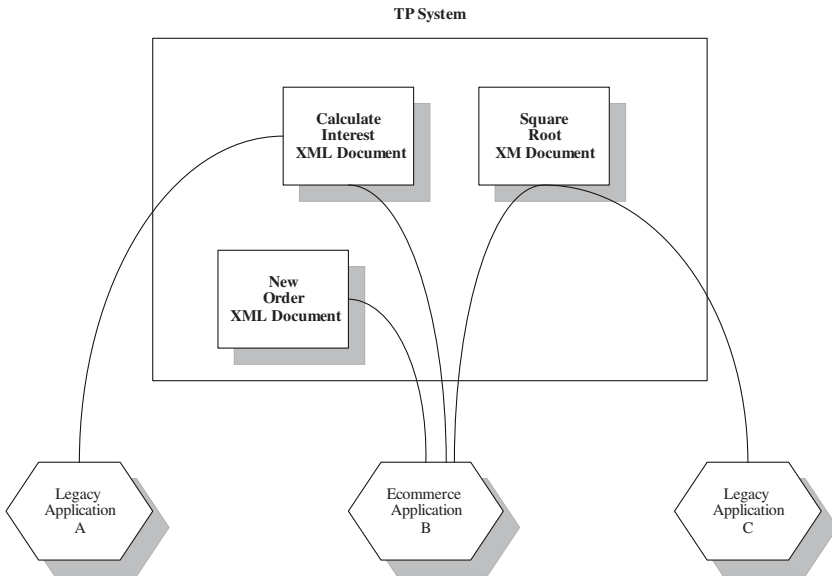 TP System
Calculate
Interest
XML Document
Square
Root
XM Document
New
Order
XML Document
Legacy
Application
A
Ecommerce
Application
B
Legacy
Application
C